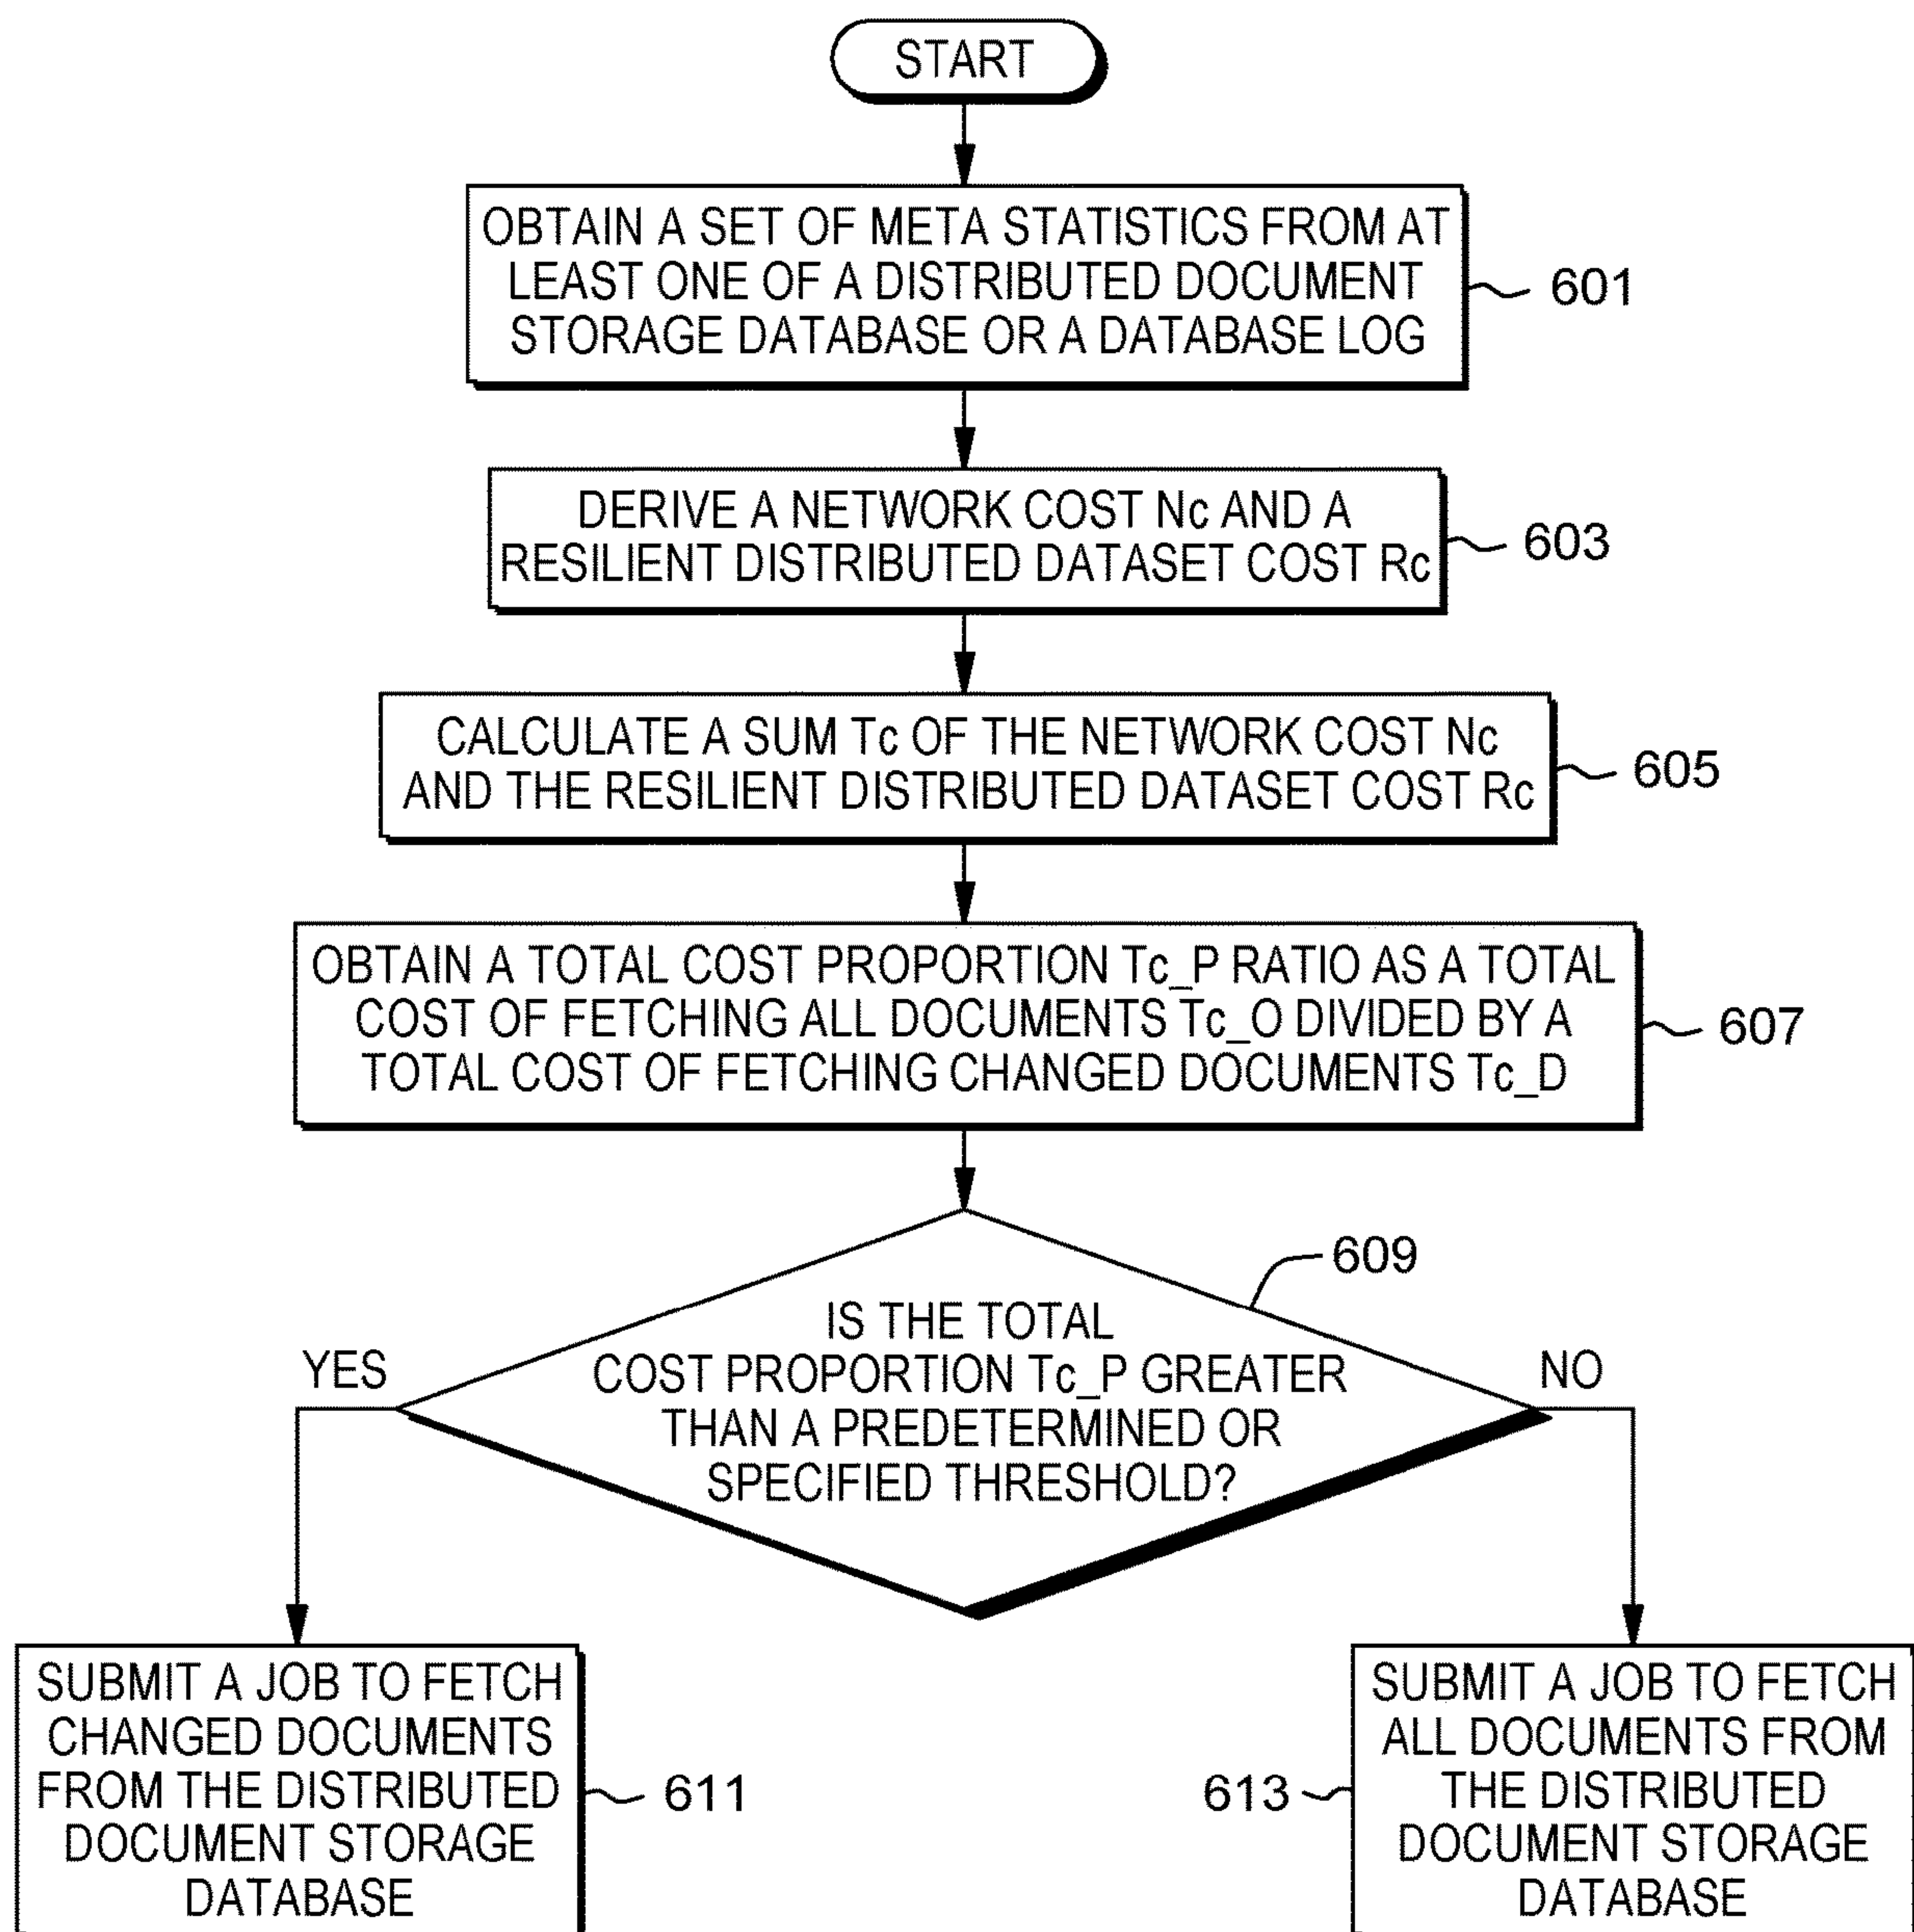 START
OBTAIN A SET OF META STATISTICS FROM AT
LEAST ONE OF A DISTRIBUTED DOCUMENT
STORAGE DATABASE OR A DATABASE LOG
601
DERIVE A NETWORK COST Nc AND A
RESILIENT DISTRIBUTED DATASET COST Rc
603
CALCULATE A SUM Tc OF THE NETWORK COST Nc
AND THE RESILIENT DISTRIBUTED DATASET COST Rc
605
OBTAIN A TOTAL COST PROPORTION Tc_P RATIO AS A TOTAL
COST OF FETCHING ALL DOCUMENTS Tc_O DIVIDED BY A
TOTAL COST OF FETCHING CHANGED DOCUMENTS Tc_D
607
609
IS THE TOTAL
COST PROPORTION Tc_P GREATER
THAN A PREDETERMINED OR
SPECIFIED THRESHOLD?
YES
NO
SUBMIT A JOB TO FETCH
CHANGED DOCUMENTS
FROM THE DISTRIBUTED
DOCUMENT STORAGE
DATABASE
611
613
SUBMIT A JOB TO FETCH
ALL DOCUMENTS FROM
THE DISTRIBUTED
DOCUMENT STORAGE
DATABASE